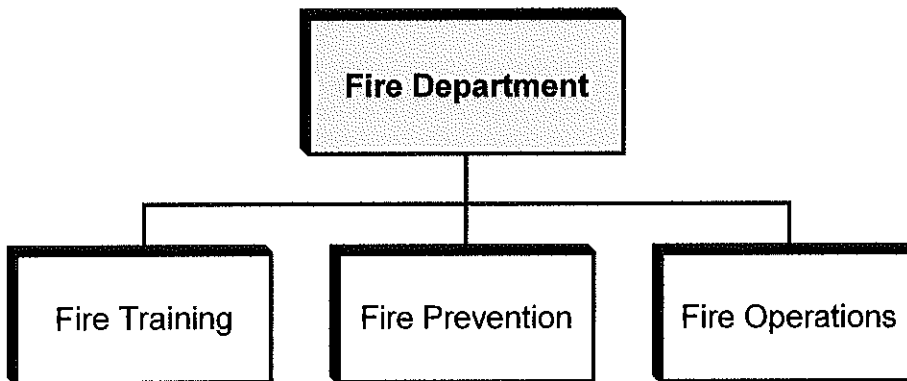 Fire Department
Fire Training
Fire Prevention
Fire Operations